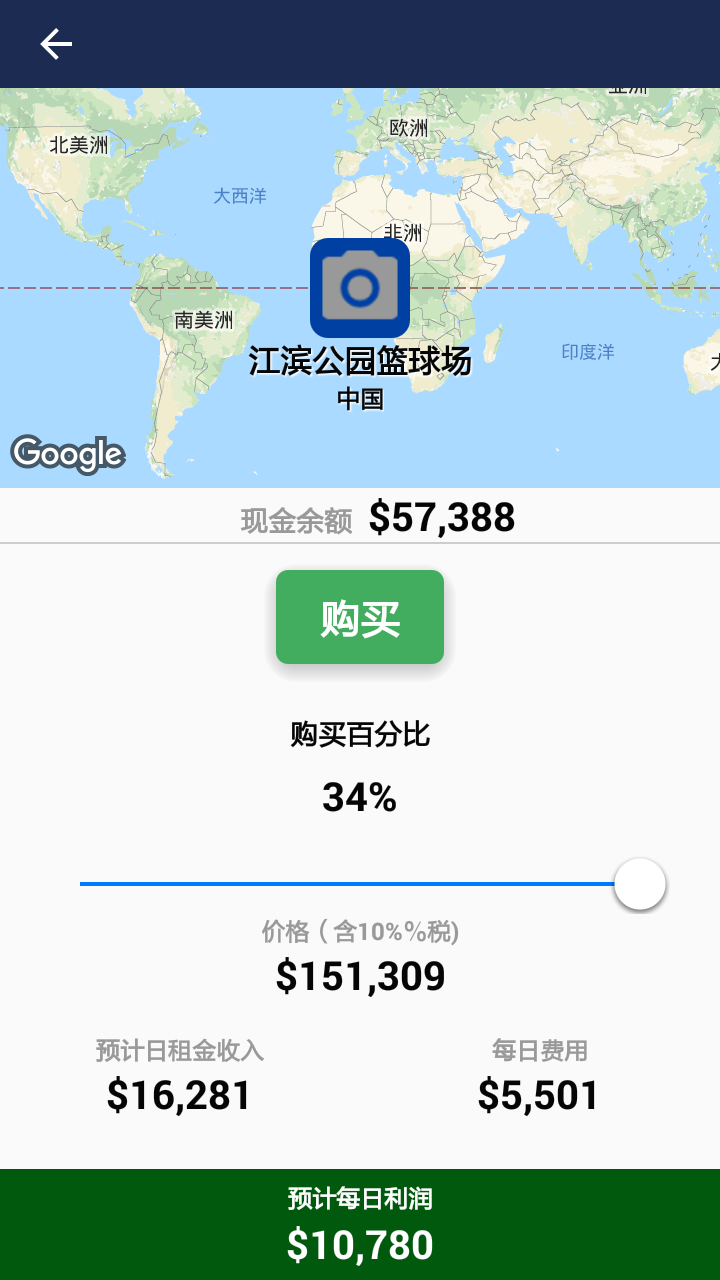 亚洲
北美洲
欧洲
大西洋
非洲
南美洲
印度洋
大
江滨公园篮球场
中国
Google
现金余额 $57,388
购买
购买百分比
34%
价格（含10%%税)
$151,309
预计日租金收入 每日费用
$16,281 $5,501
预计每日利润
$10,780